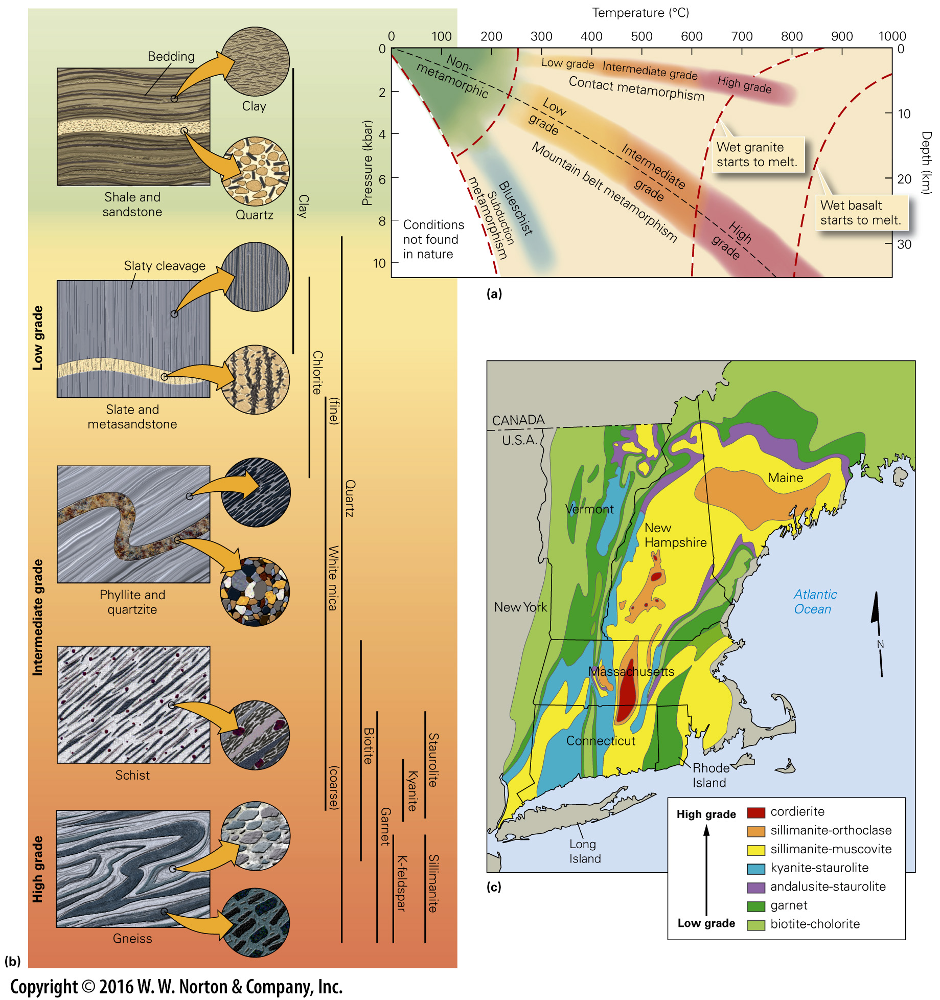 Temperature (°C)
0 100 200 300 400 500 600 700 800 900 1000
Pressure (kbar)
0
2
4
6
8
10
Depth (km)
0
10
20
30
Non-
metamorphic
Low grade
Intermediate grade
High grade
Contact metamorphism
Low
grade
Intermediate
grade
High
grade
Mountain belt metamorphism
Blueschist
Subduction
metamorphism
Conditions
not found
in nature
Wet granite
starts to melt.
Wet basalt
starts to melt.
(a)
Bedding
Clay
Shale and
sandstone
Quartz
Slaty cleavage
Slate and
metasandstone
Phyllite and
quartzite
Schist
Gneiss
Low grade
Intermediate grade
High grade
Clay
Chlorite
(fine)
White mica
(coarse)
Quartz
Biotite
Garnet
K-feldspar
Kyanite
Staurolite
Sillimanite
(b)
CANADA
U.S.A.
Maine
Vermont
New
Hampshire
New York
Massachusetts
Connecticut
Rhode
Island
Long
Island
Atlantic
Ocean
N
High grade
Low grade
cordierite
sillimanite-orthoclase
sillimanite-muscovite
kyanite-staurolite
andalusite-staurolite
garnet
biotite-cholorite
(c)
Copyright © 2016 W. W. Norton & Company, Inc.